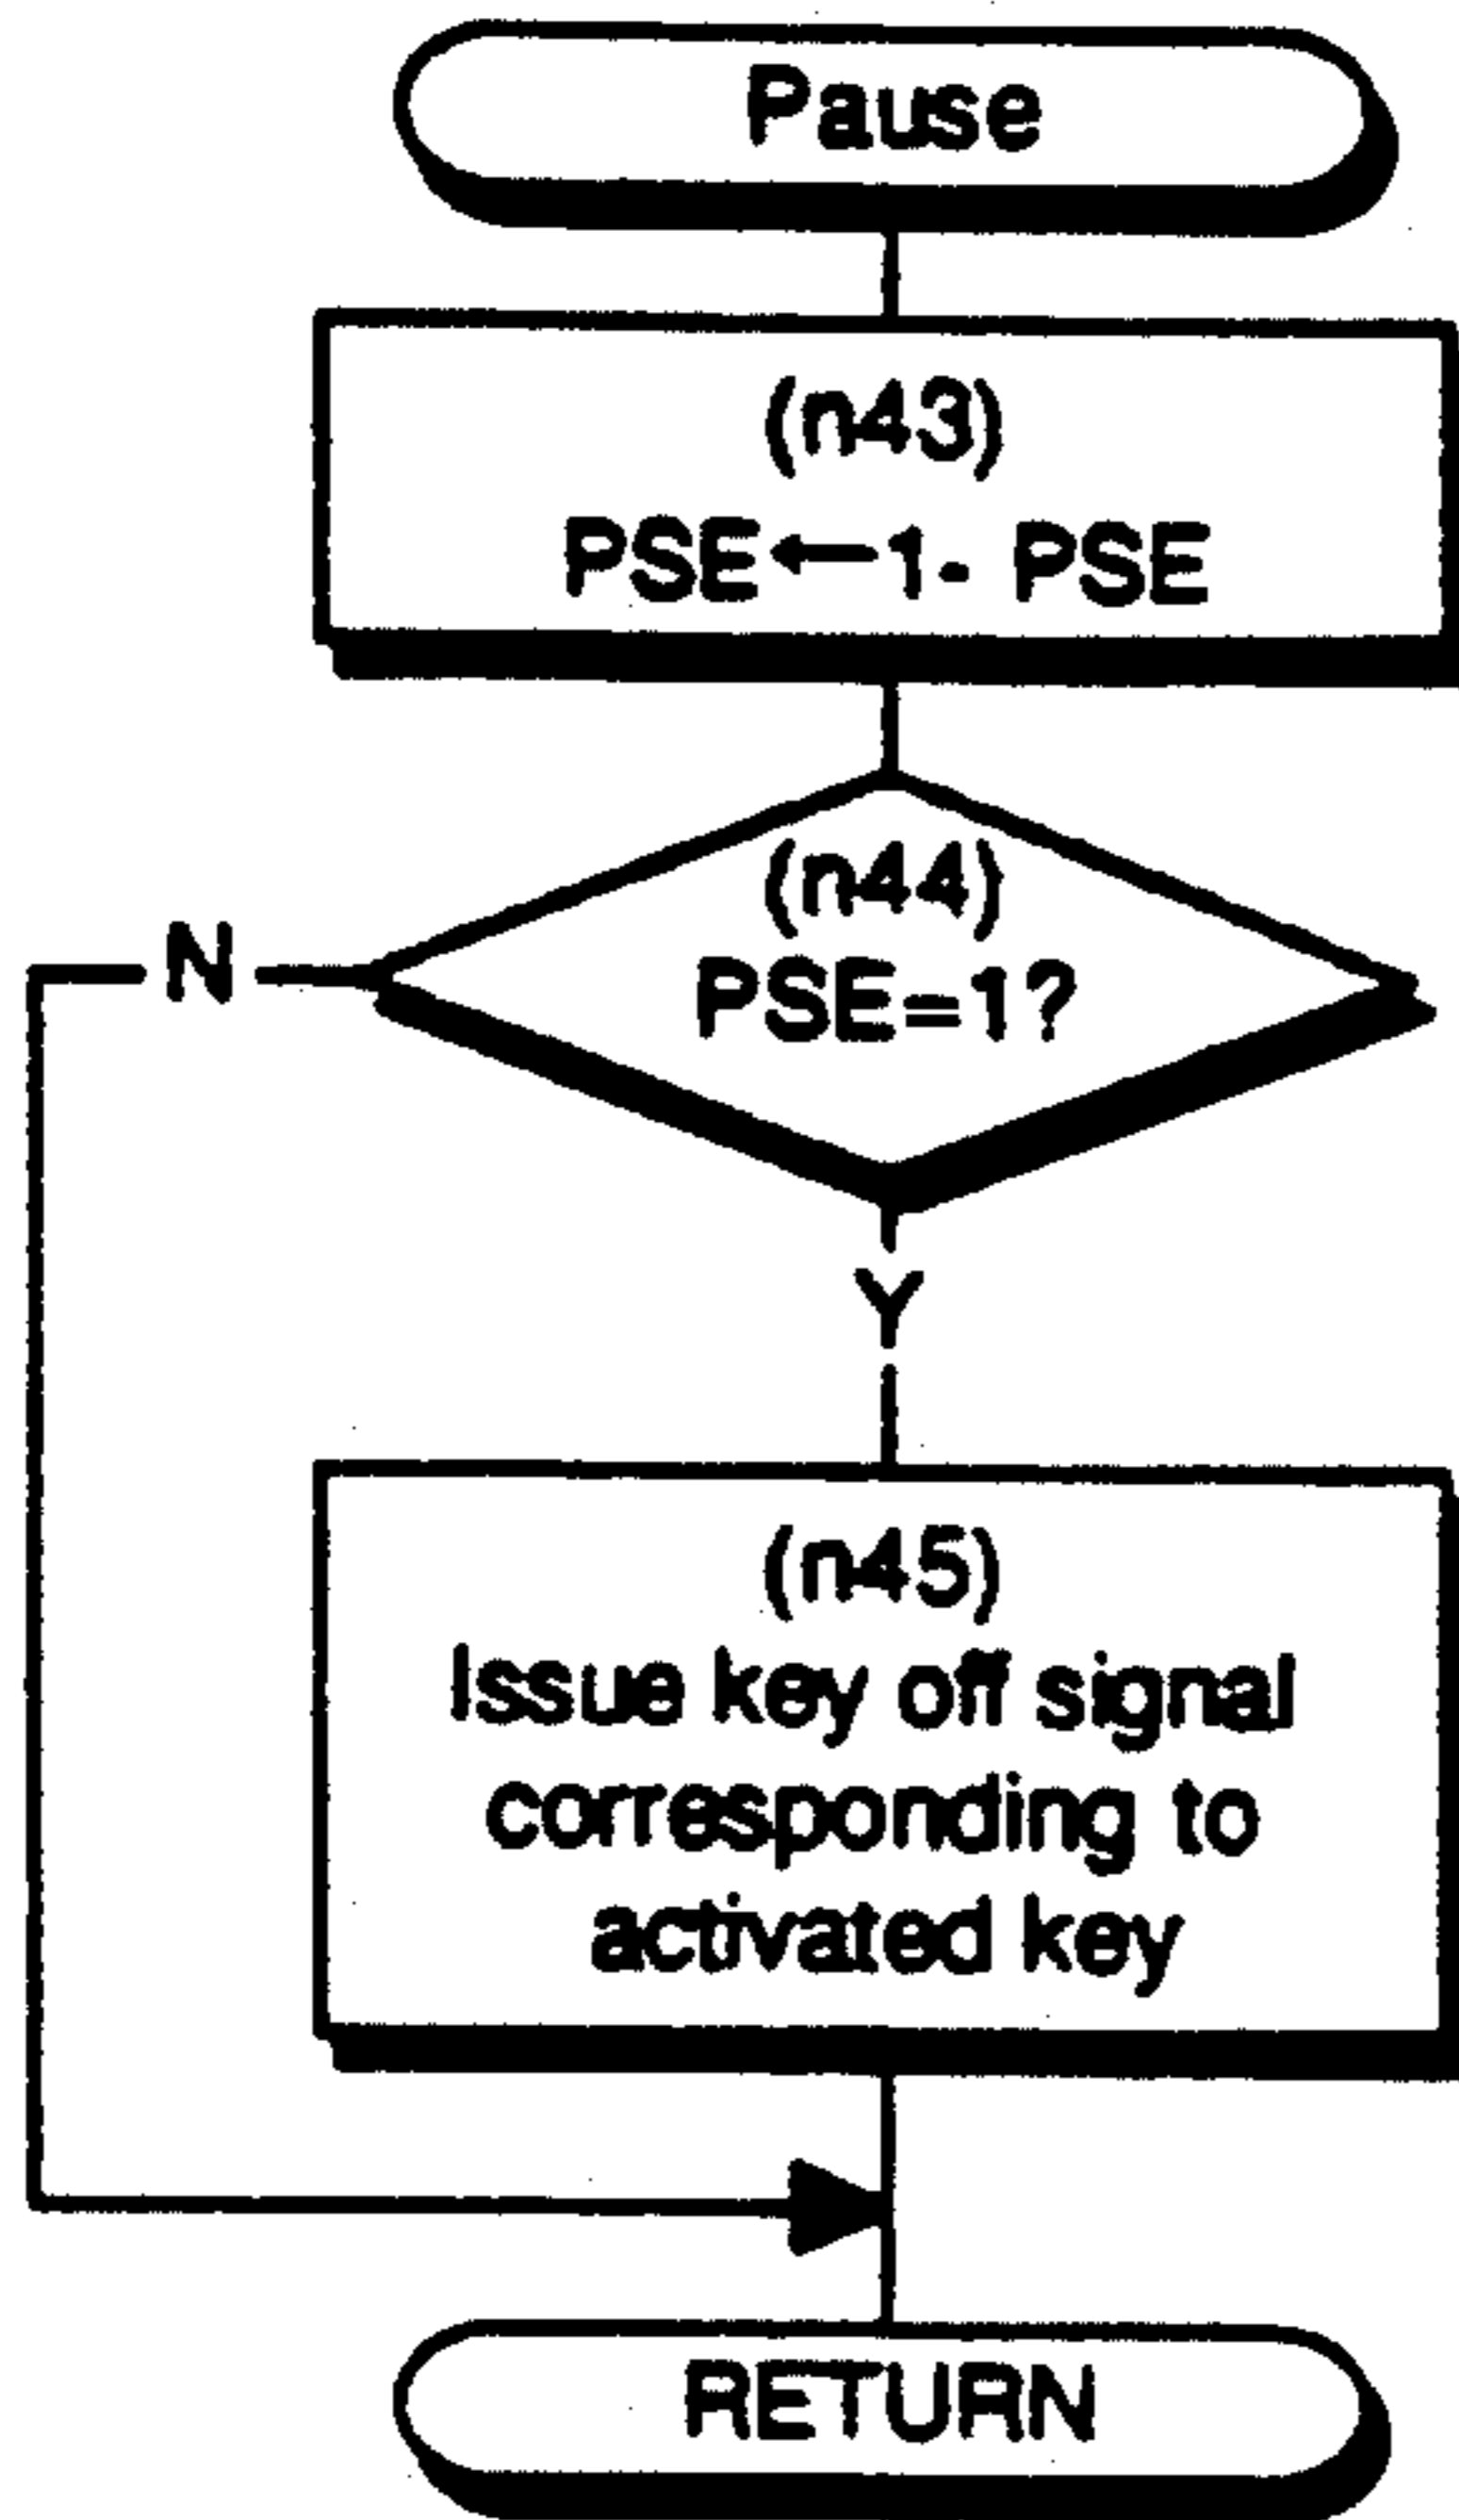 Pause
(n43)
PSE←1- PSE
(n44)
PSE=1?
N
Y
(n45)
Issue key off signal
corresponding to
activated key
RETURN